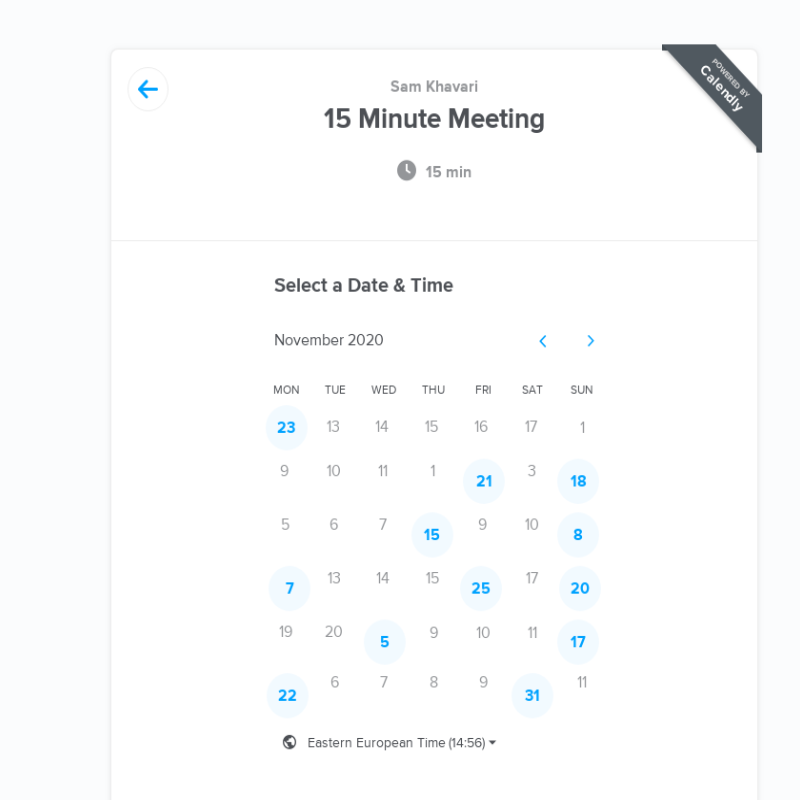 POWERED BY
Calendly
Sam Khavari
15 Minute Meeting
15 min
Select a Date & Time
November 2020
MON TUE WED THU FRI SAT SUN
23 13 14 15 16 17 1
9 10 11 1 21 3 18
5 6 7 15 9 10 8
7 13 14 15 25 17 20
19 20 5 9 10 11 17
22 6 7 8 9 31 11
Eastern European Time (14:56)